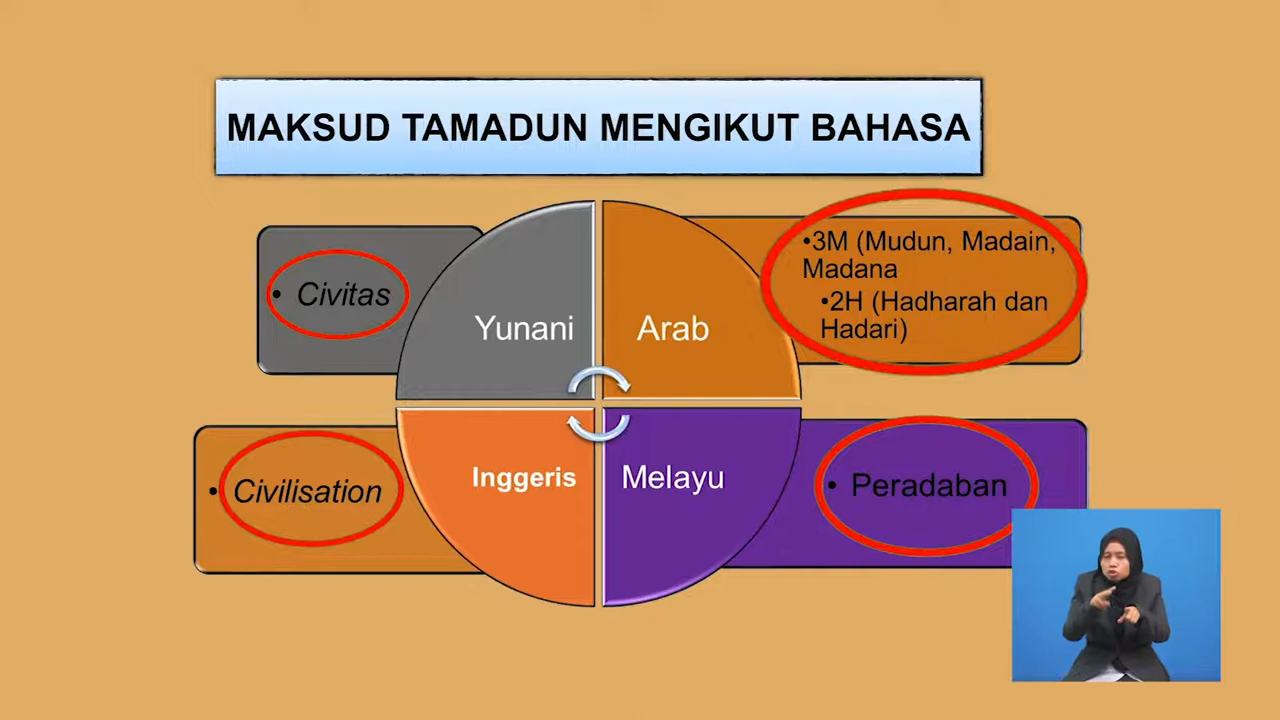 MAKSUD TAMADUN MENGIKUT BAHASA
• Civitas
Yunani
Arab
•3M (Mudun, Madain,
Madana
•2H (Hadharah dan
Hadari)
• Civilisation
Inggeris
Melayu
• Peradaban